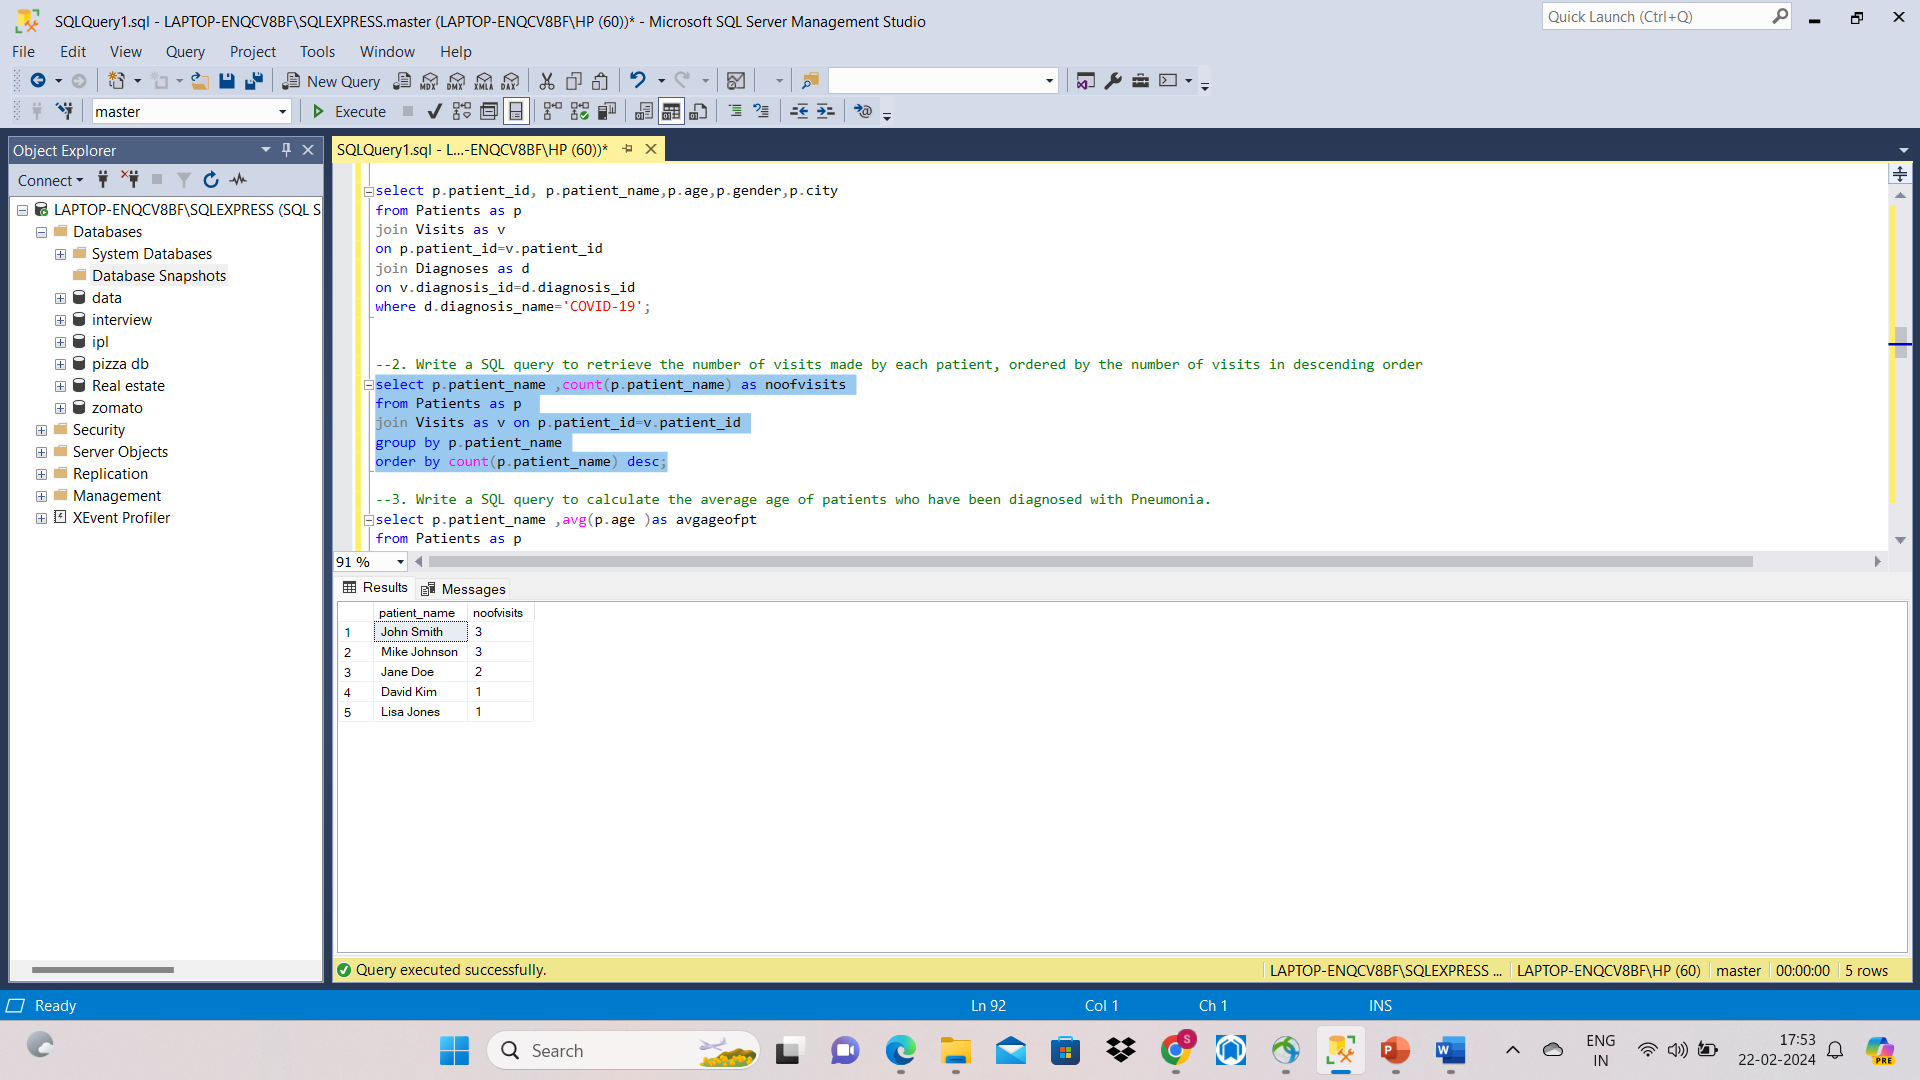 SQLQuery1.sql - LAPTOP-ENQCV8BF\SQLEXPRESS.master (LAPTOP-ENQCV8BF\HP (60))* - Microsoft SQL Server Management Studio
Quick Launch (Ctrl+Q)
File Edit View Query Project Tools Window Help
New Query MDX DMX XMLA DAX
master Execute
Object Explorer
SQLQuery1.sql - L...-ENQCV8BF\HP (60))*
Connect
LAPTOP-ENQCV8BF\SQLEXPRESS (SQL S
Databases
System Databases
Database Snapshots
data
interview
ipl
pizza db
Real estate
zomato
Security
Server Objects
Replication
Management
XEvent Profiler
select p.patient_id, p.patient_name,p.age,p.gender,p.city
from Patients as p
join Visits as v
on p.patient_id=v.patient_id
join Diagnoses as d
on v.diagnosis_id=d.diagnosis_id
where d.diagnosis_name='COVID-19';
--2. Write a SQL query to retrieve the number of visits made by each patient, ordered by the number of visits in descending order
select p.patient_name ,count(p.patient_name) as noofvisits
from Patients as p
join Visits as v on p.patient_id=v.patient_id
group by p.patient_name
order by count(p.patient_name) desc;
--3. Write a SQL query to calculate the average age of patients who have been diagnosed with Pneumonia.
select p.patient_name ,avg(p.age )as avgageofpt
from Patients as p
91 %
Results Messages
patient_name noofvisits
1 John Smith 3
2 Mike Johnson 3
3 Jane Doe 2
4 David Kim 1
5 Lisa Jones 1
Query executed successfully. LAPTOP-ENQCV8BF\SQLEXPRESS ... LAPTOP-ENQCV8BF\HP (60) master 00:00:00 5 rows
Ready Ln 92 Col 1 Ch 1 INS
Search
S
P
W
ENG
IN
17:53
22-02-2024
PRE